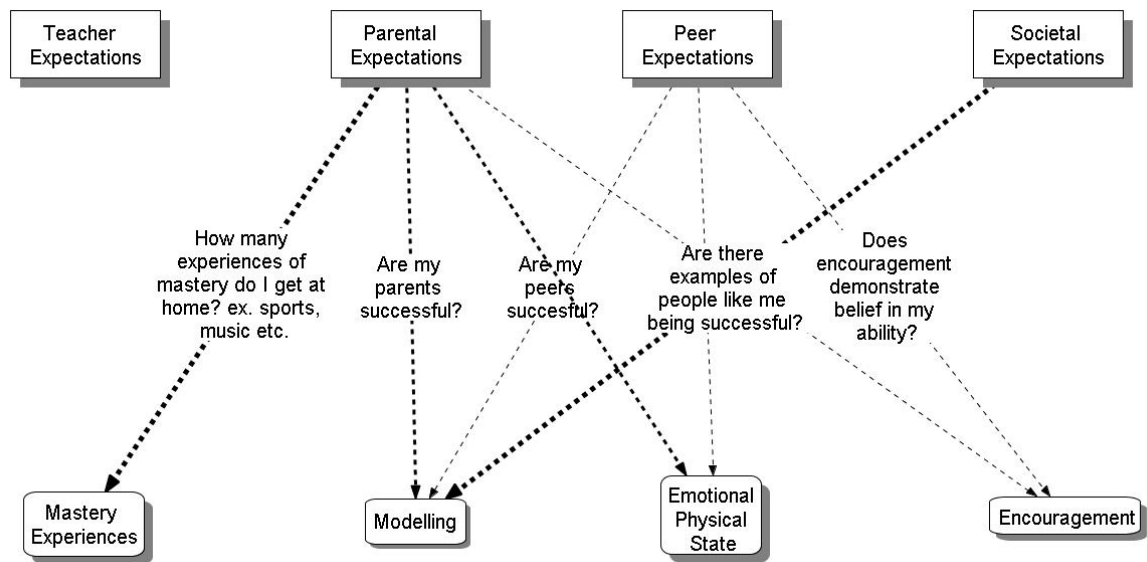 Teacher
Expectations
Parental
Expectations
Peer
Expectations
Societal
Expectations
How many
experiences of
mastery do I get at
home? ex. sports,
music etc.
Are my
parents
successful?
Are my
peers
succesful?
Are there
examples of
people like me
being successful?
Does
encouragement
demonstrate
belief in my
ability?
Mastery
Experiences
Modelling
Emotional
Physical
State
Encouragement